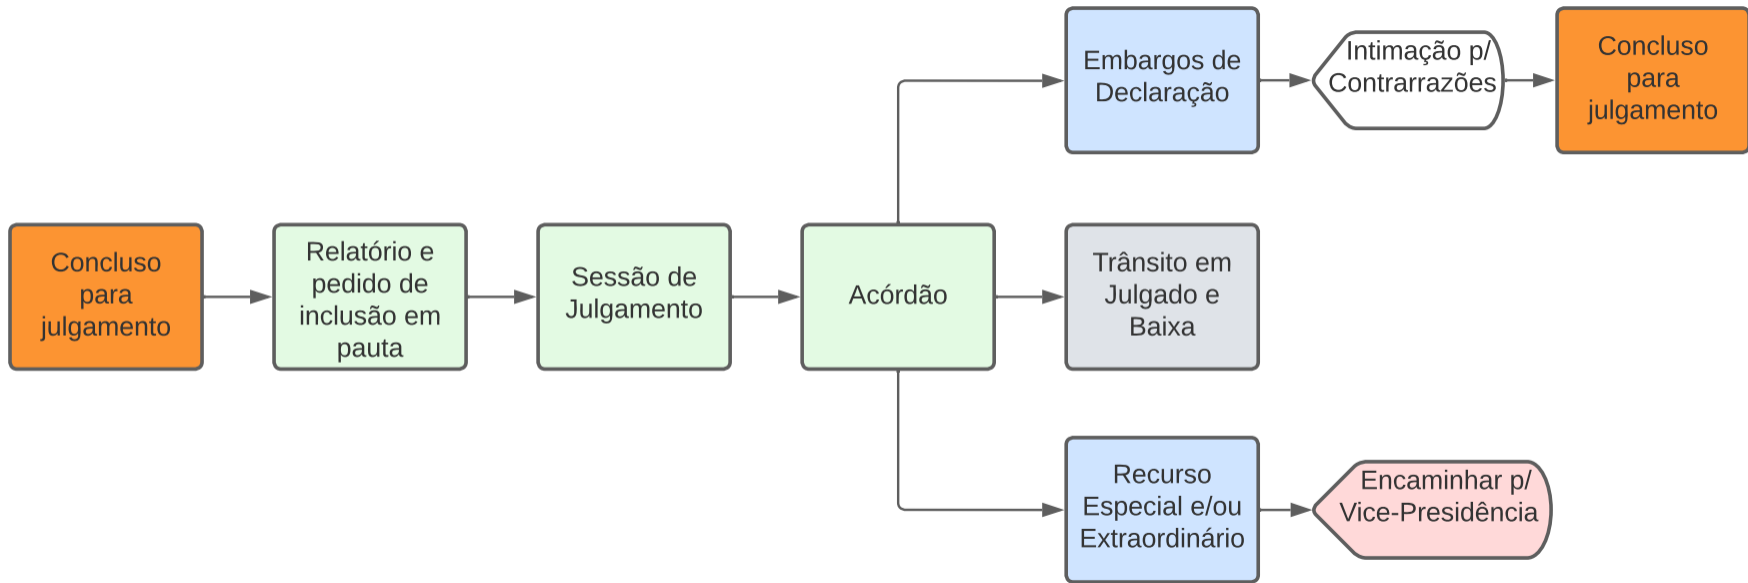 Embargos de
Declaração
Intimação p/
Contrarrazões
Concluso
para
julgamento
Concluso
para
julgamento
Relatório e
pedido de
inclusão em
pauta
Sessão de
Julgamento
Acórdão
Trânsito em
Julgado e
Baixa
Recurso
Especial e/ou
Extraordinário
Encaminhar p/
Vice-Presidência